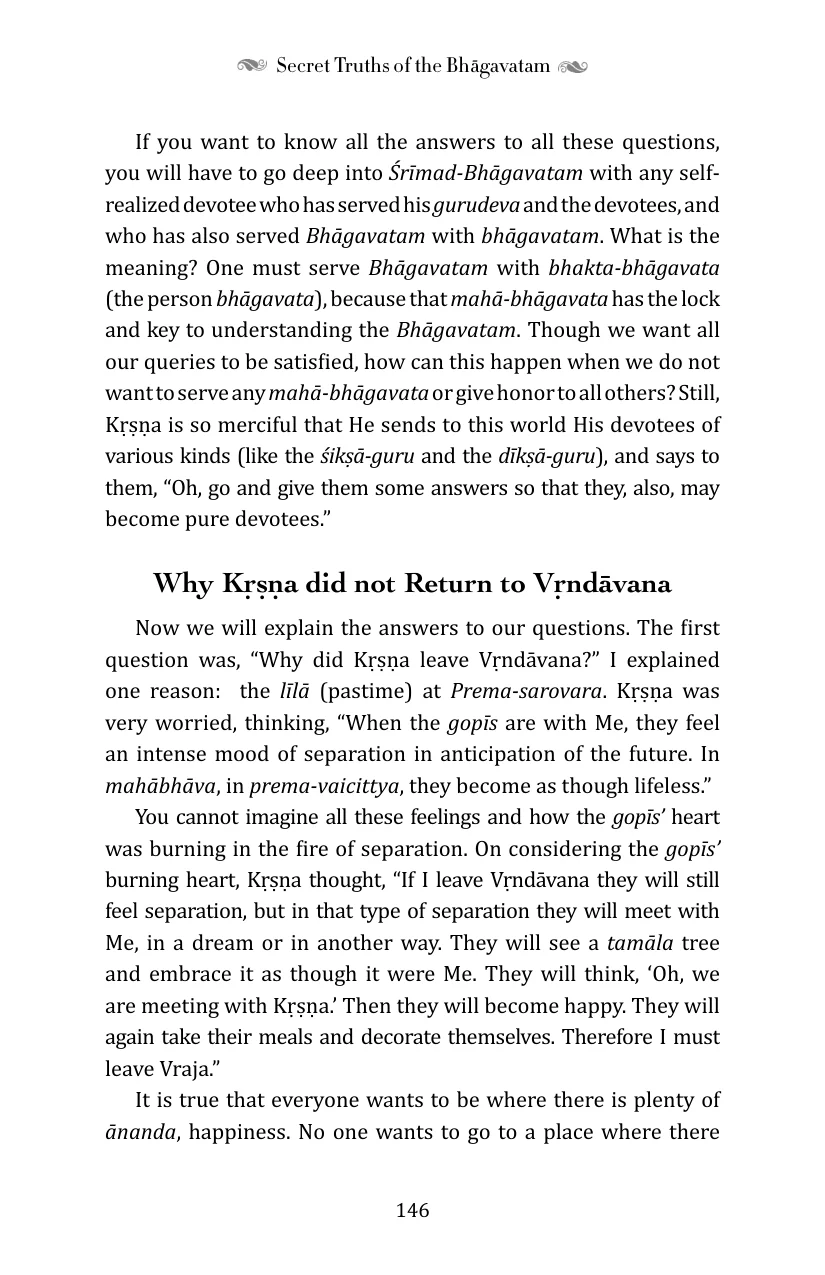 Secret Truths of the Bhāgavatam
If you want to know all the answers to all these questions,
you will have to go deep into Śrīmad-Bhāgavatam with any self-
realized devotee who has served his gurudeva and the devotees, and
who has also served Bhāgavatam with bhāgavatam. What is the
meaning? One must serve Bhāgavatam with bhakta-bhāgavata
(the person bhāgavata), because that mahā-bhāgavata has the lock
and key to understanding the Bhāgavatam. Though we want all
our queries to be satisfied, how can this happen when we do not
want to serve any mahā-bhāgavata or give honor to all others? Still,
Kṛṣṇa is so merciful that He sends to this world His devotees of
various kinds (like the śikṣā-guru and the dīkṣā-guru), and says to
them, “Oh, go and give them some answers so that they, also, may
become pure devotees.”
Why Kṛṣṇa did not Return to Vṛndāvana
Now we will explain the answers to our questions. The first
question was, “Why did Kṛṣṇa leave Vṛndāvana?” I explained
one reason:  the līlā (pastime) at Prema-sarovara. Kṛṣṇa was
very worried, thinking, “When the gopīs are with Me, they feel
an intense mood of separation in anticipation of the future. In
mahābhāva, in prema-vaicittya, they become as though lifeless.”
You cannot imagine all these feelings and how the gopīs’ heart
was burning in the fire of separation. On considering the gopīs’
burning heart, Kṛṣṇa thought, “If I leave Vṛndāvana they will still
feel separation, but in that type of separation they will meet with
Me, in a dream or in another way. They will see a tamāla tree
and embrace it as though it were Me. They will think, ‘Oh, we
are meeting with Kṛṣṇa.’ Then they will become happy. They will
again take their meals and decorate themselves. Therefore I must
leave Vraja.”
It is true that everyone wants to be where there is plenty of
ānanda, happiness. No one wants to go to a place where there
146